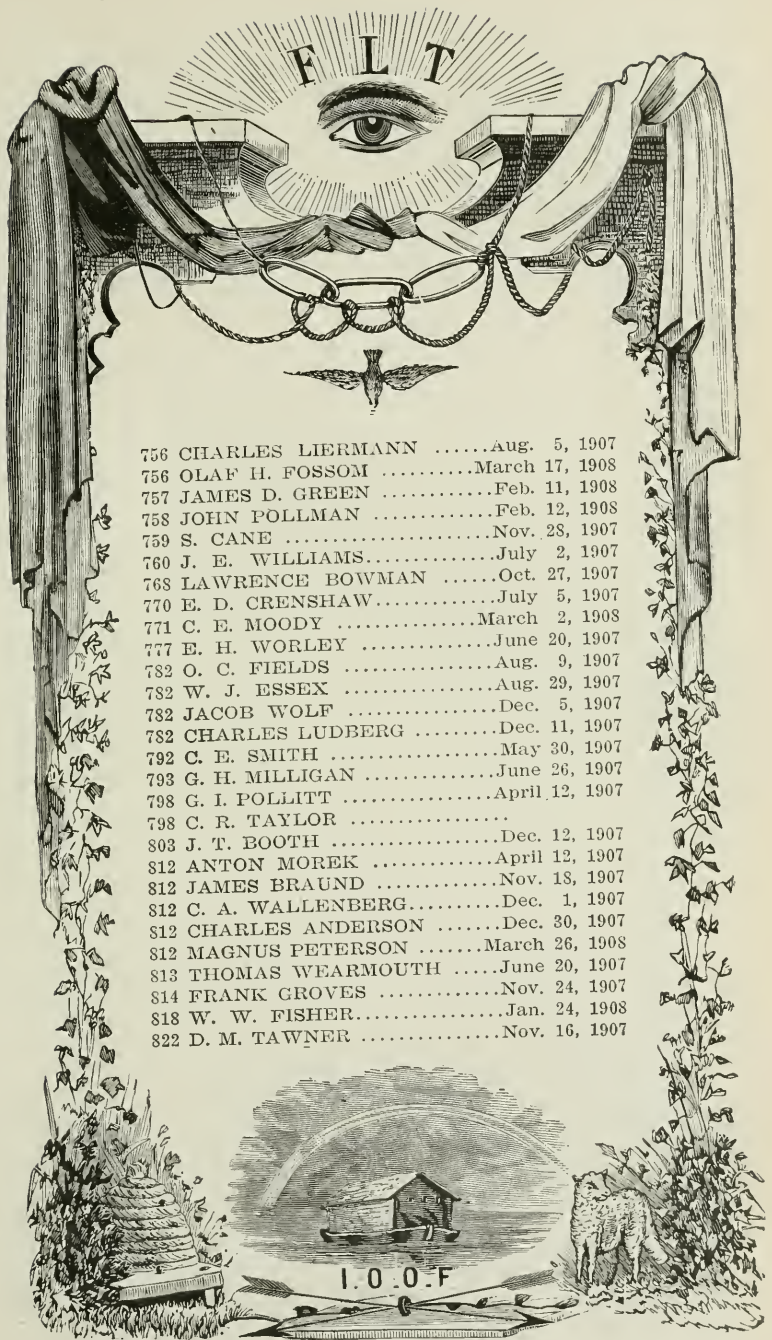 F L T
756 CHARLES LIERMANN ......Aug. 5, 1907
756 OLAF H. FOSSOM ..........March 17, 1908
757 JAMES D. GREEN ............Feb. 11, 1908
758 JOHN POLLMAN ............Feb. 12, 1908
759 S. CANE ......................Nov. 28, 1907
760 J. E. WILLIAMS..............July 2, 1907
768 LAWRENCE BOWMAN ......Oct. 27, 1907
770 E. D. CRENSHAW............July 5, 1907
771 C. E. MOODY ...............March 2, 1908
777 E. H. WORLEY .............June 20, 1907
782 O. C. FIELDS ...............Aug. 9, 1907
782 W. J. ESSEX ...............Aug. 29, 1907
782 JACOB WOLF ...............Dec. 5, 1907
782 CHARLES LUDBERG .........Dec. 11, 1907
792 C. E. SMITH ..................May 30, 1907
793 G. H. MILLIGAN .............June 26, 1907
798 G. I. POLLITT ...............April 12, 1907
798 C. R. TAYLOR ................
803 J. T. BOOTH .................Dec. 12, 1907
812 ANTON MOREK ............April 12, 1907
812 JAMES BRAUND .............Nov. 18, 1907
812 C. A. WALLENBERG.........Dec. 1, 1907
812 CHARLES ANDERSON .......Dec. 30, 1907
812 MAGNUS PETERSON .......March 26, 1908
813 THOMAS WEARMOUTH .....June 20, 1907
814 FRANK GROVES ............Nov. 24, 1907
818 W. W. FISHER...............Jan. 24, 1908
822 D. M. TAWNER ..............Nov. 16, 1907
I.O.O.F